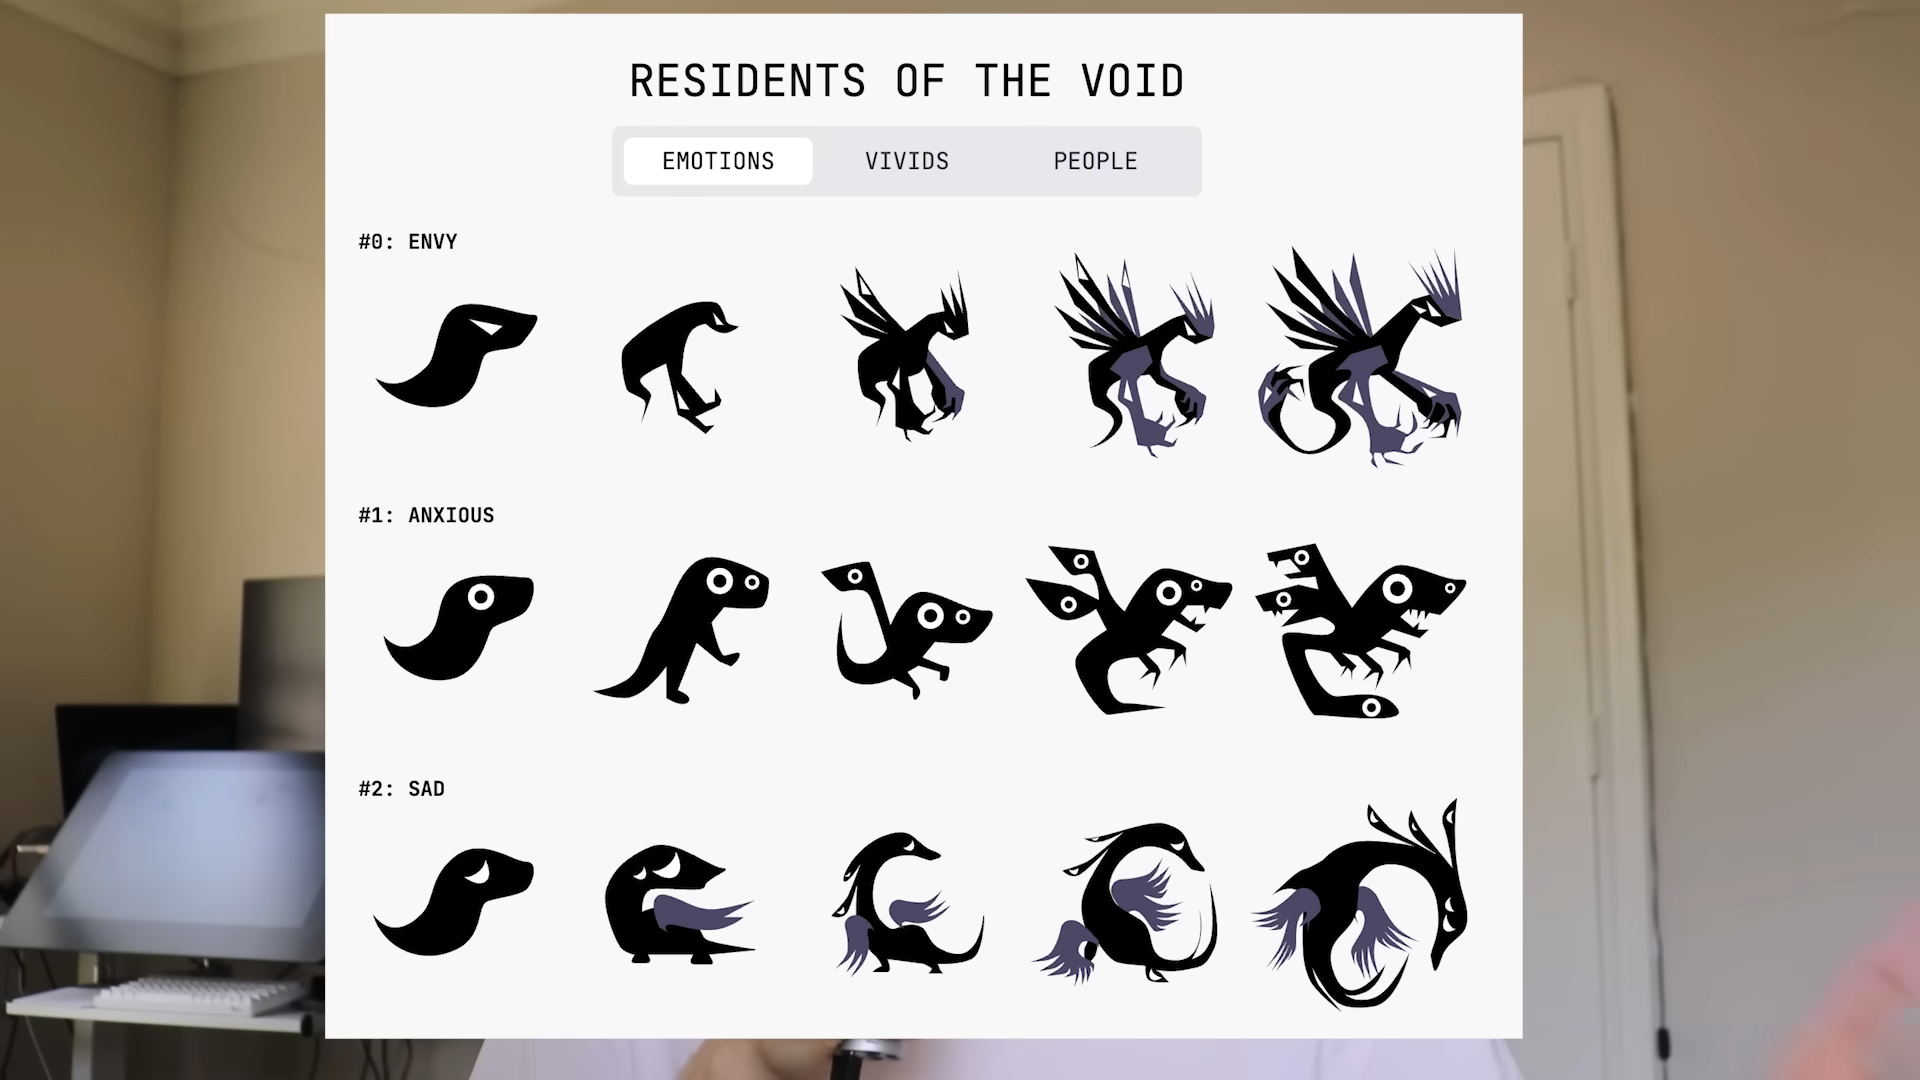 RESIDENTS OF THE VOID
EMOTIONS
VIVIDS
PEOPLE
#0: ENVY
#1: ANXIOUS
#2: SAD